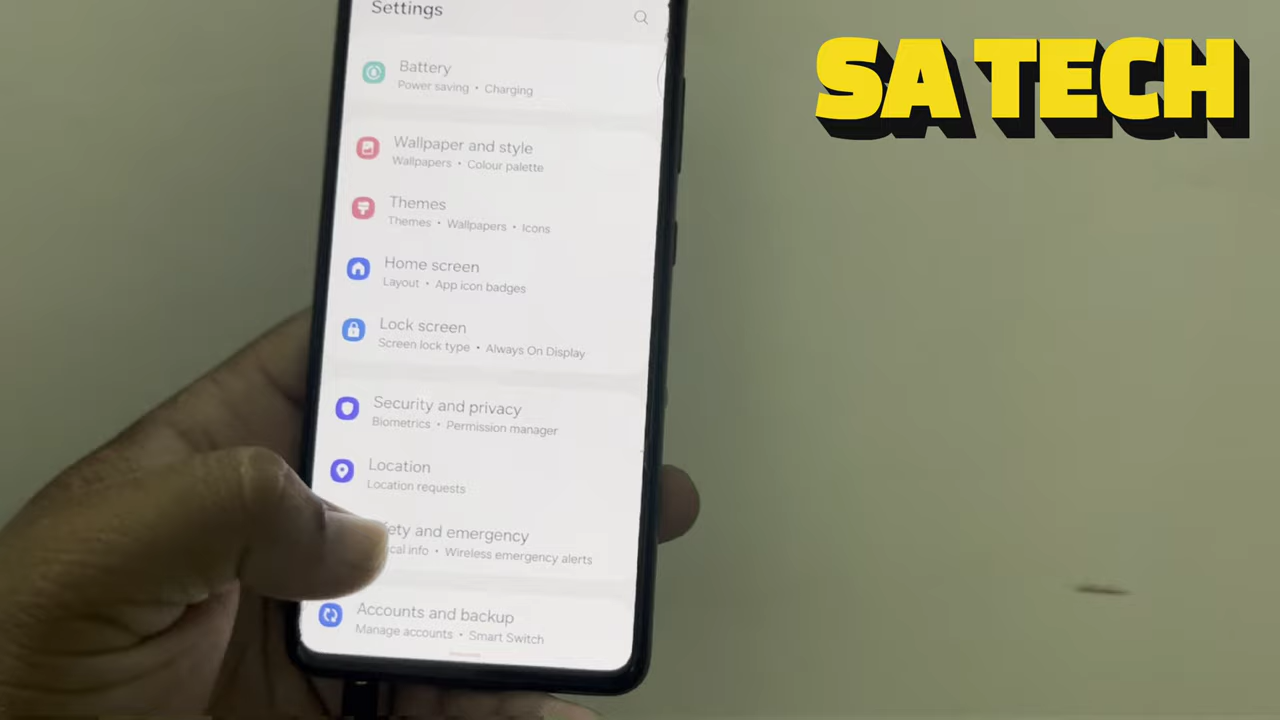 Settings
SA TECH
Battery
Power saving • Charging
Wallpaper and style
Wallpapers • Colour palette
Themes
Themes • Wallpapers • Icons
Home screen
Layout • App icon badges
Lock screen
Screen lock type • Always On Display
Security and privacy
Biometrics • Permission manager
Location
Location requests
and emergency
info • Wireless emergency alerts
Accounts and backup
Manage accounts • Smart Switch